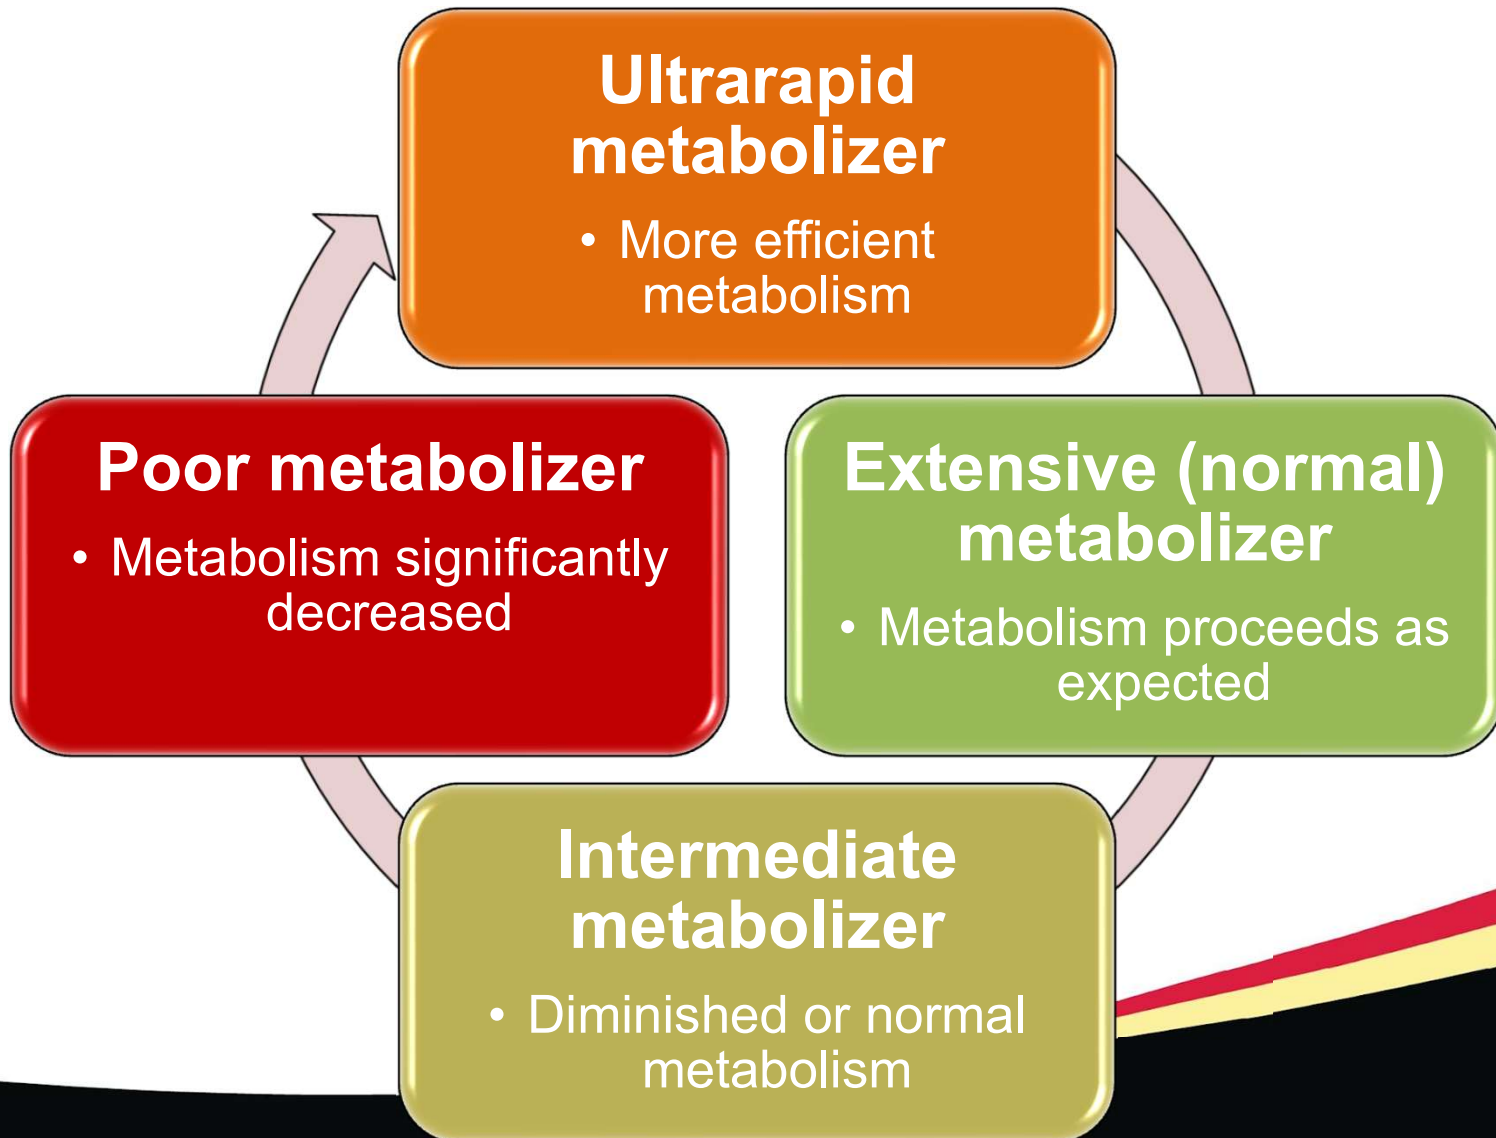 Ultrarapid
metabolizer
• More efficient
metabolism
Extensive (normal)
metabolizer
• Metabolism proceeds as
expected
Intermediate
metabolizer
• Diminished or normal
metabolism
Poor metabolizer
• Metabolism significantly
decreased